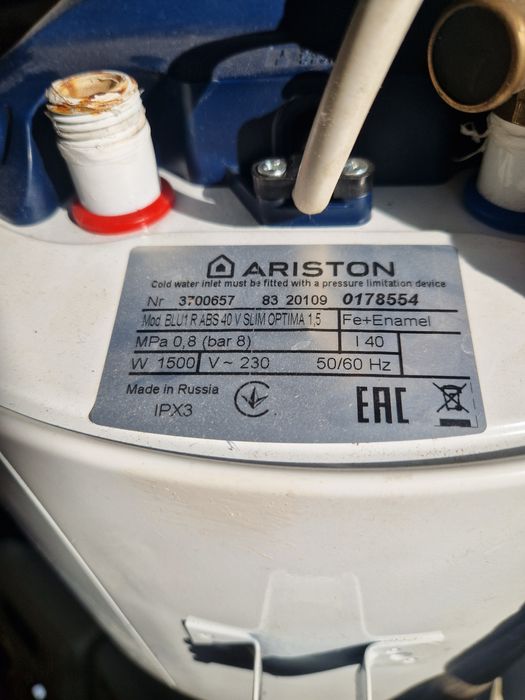 ARISTON
Cold water inlet must be fitted with a pressure limitation device
Nr 3700657 83 20109 0178554
Mod. BLU1 R ABS 40 V SLIM OPTIMA 1,5 Fe+Enamel
MPa 0,8 (bar 8) l 40
W 1500 V~ 230 50/60 Hz
Made in Russia
IPX3
EAC